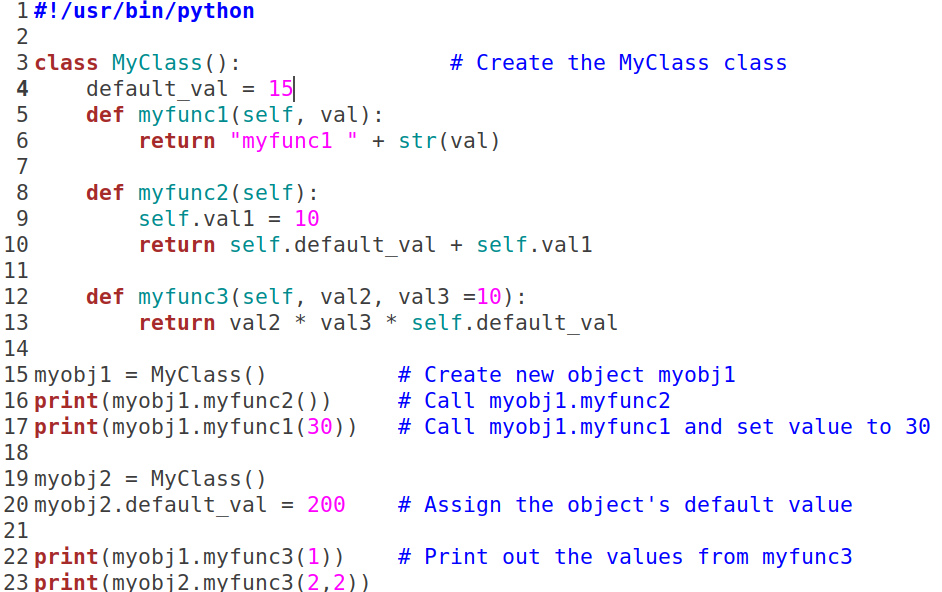 1 #!/usr/bin/python
2
3 class MyClass():                # Create the MyClass class
4     default_val = 15
5     def myfunc1(self, val):
6         return "myfunc1 " + str(val)
7
8     def myfunc2(self):
9         self.val1 = 10
10         return self.default_val + self.val1
11
12     def myfunc3(self, val2, val3 =10):
13         return val2 * val3 * self.default_val
14
15 myobj1 = MyClass()          # Create new object myobj1
16 print(myobj1.myfunc2())     # Call myobj1.myfunc2
17 print(myobj1.myfunc1(30))   # Call myobj1.myfunc1 and set value to 30
18
19 myobj2 = MyClass()
20 myobj2.default_val = 200    # Assign the object's default value
21
22 print(myobj1.myfunc3(1))    # Print out the values from myfunc3
23 print(myobj2.myfunc3(2,2))